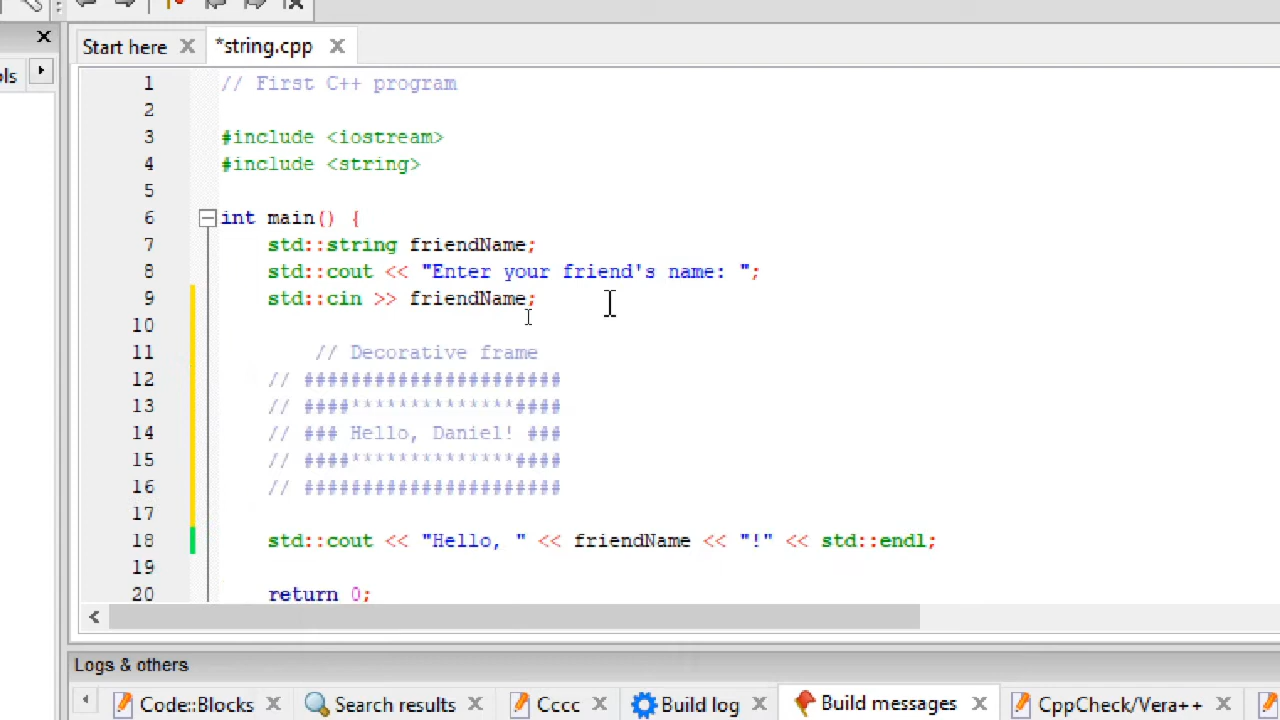 Start here
*string.cpp
ols
1 // First C++ program
2
3 #include <iostream>
4 #include <string>
5
6 int main() {
7 std::string friendName;
8 std::cout << "Enter your friend's name: ";
9 std::cin >> friendName;
10
11 // Decorative frame
12 // ######################
13 // ####**************####
14 // ### Hello, Daniel! ###
15 // ####**************####
16 // ######################
17
18 std::cout << "Hello, " << friendName << "!" << std::endl;
19
20 return 0;
Logs & others
Code::Blocks
Search results
Cccc
Build log
Build messages
CppCheck/Vera++